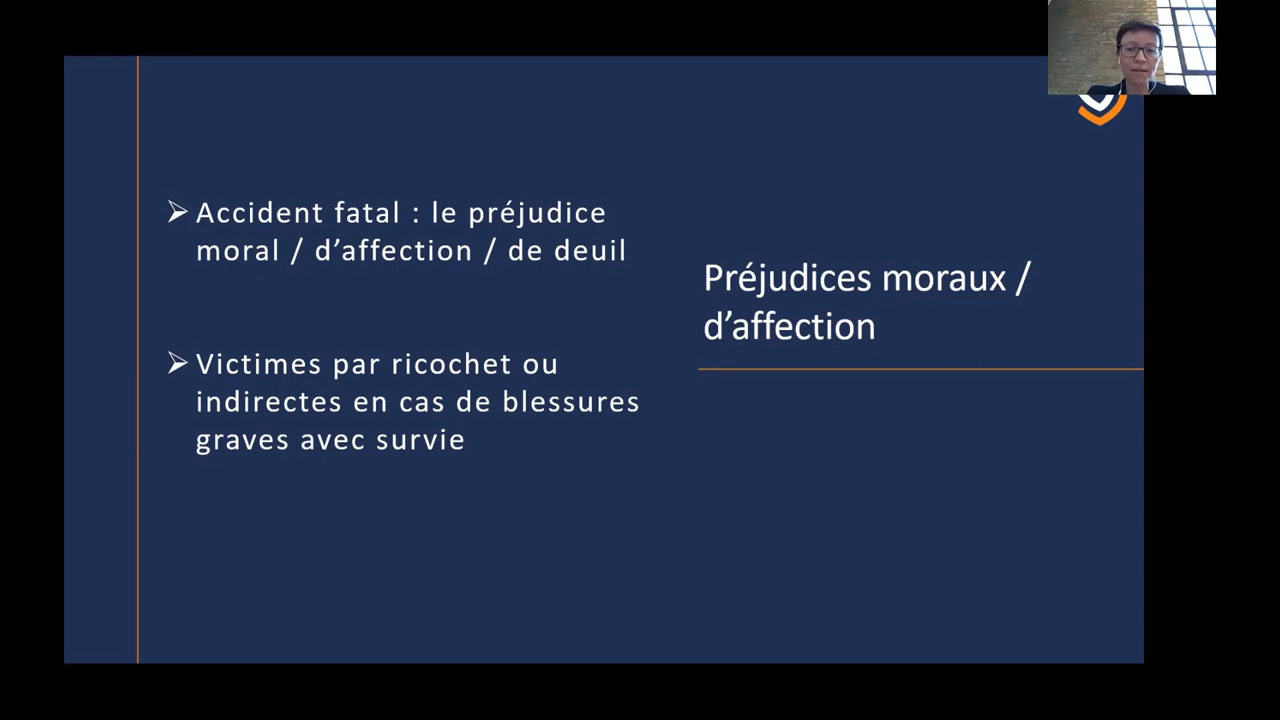 Accident fatal : le préjudice
moral / d’affection / de deuil
Victimes par ricochet ou
indirectes en cas de blessures
graves avec survie
Préjudices moraux /
d’affection